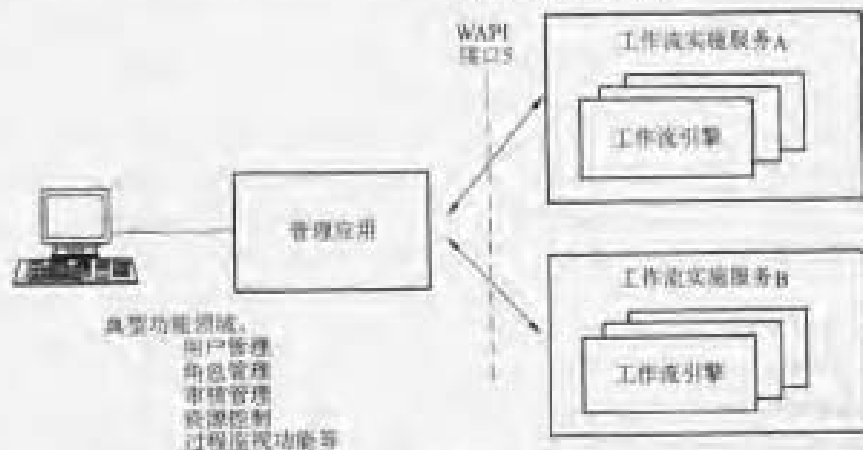 WAPI
接口5
工作流实施服务A
工作流引擎
管理应用
工作流实施服务B
工作流引擎
典型功能领域:
用户管理
角色管理
审核管理
资源控制
过程监视功能等